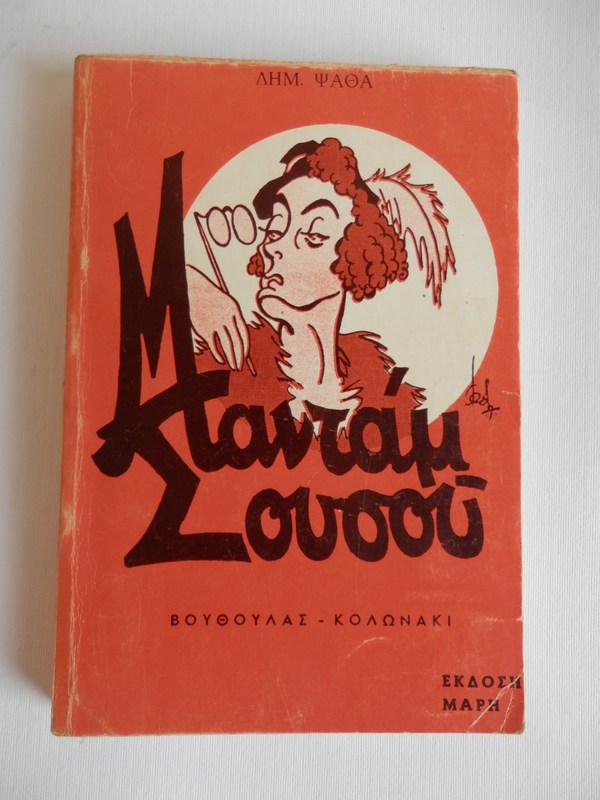 ΔΗΜ. ΨΑΘΑ
Μαντάμ
Σουσού
ΒΟΥΘΟΥΛΑΣ - ΚΟΛΩΝΑΚΙ
ΕΚΔΟΣΗ
ΜΑΡΗ